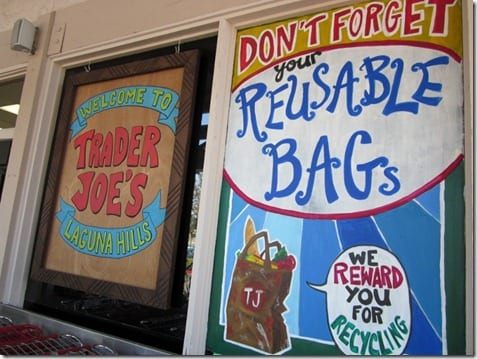 WELCOME TO
TRADER
JOE'S
LAGUNA HILLS
DON'T FORGET
your
REUSABLE
BAGs
TJ
WE
REWARD
YOU
FOR
RECYCLING